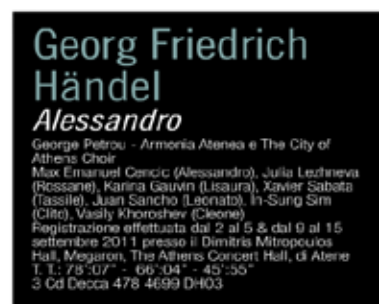 Georg Friedrich
Händel
Alessandro
George Petrou - Armonia Atenea e The City of
Athens Choir
Max Emanuel Cencic (Alessandro), Julia Lezhneva
(Rossane), Karina Gauvin (Lisaura), Xavier Sabata
(Tassile), Juan Sancho (Leonato), In-Sung Sim
(Clito), Vasily Khoroshev (Cleone)
Registrazione effettuata dal 2 al 5 & dal 9 al 15
settembre 2011 presso il Dimitris Mitropoulos
Hall, Megaron, The Athens Concert Hall, di Atene
T. T.: 78':07" - 66':04" - 45':55"
3 Cd Decca 478 4699 DH03